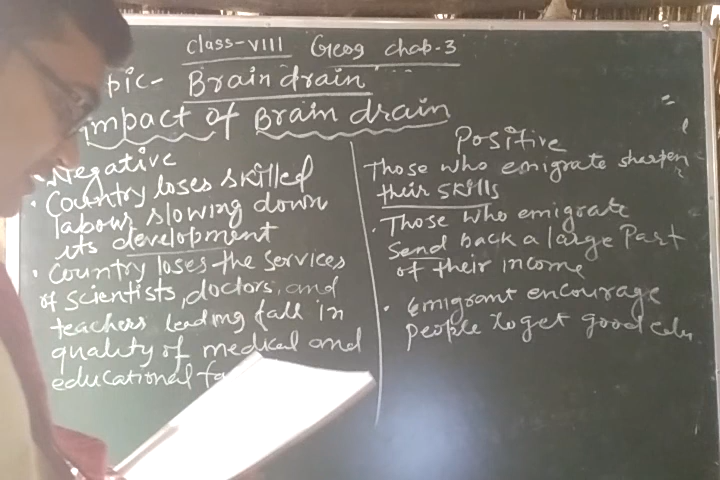 class-VIII Geog chab-3
pic- Brain drain
impact of Brain drain
Negative
• Country loses skilled
labour slowing down
its development
• Country loses the services
of scientists, doctors, and
teachers leading fall in
quality of medical and
educational fa
Positive
Those who emigrate sharpen
their skills
• Those who emigrate
send back a large part
of their income
• emigrant encourage
people to get good edu